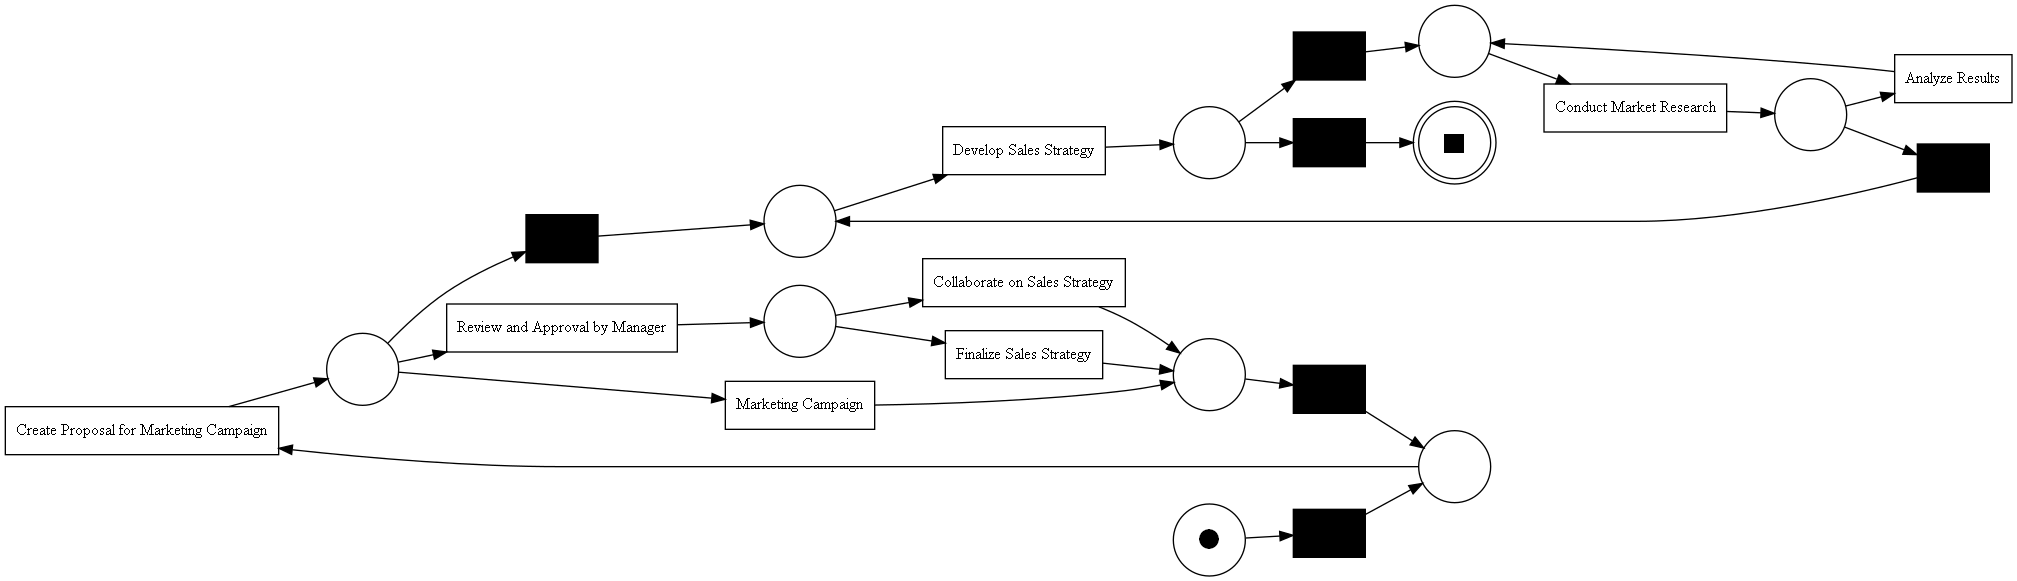 Analyze Results
Conduct Market Research
Develop Sales Strategy
Collaborate on Sales Strategy
Review and Approval by Manager
Finalize Sales Strategy
Marketing Campaign
Create Proposal for Marketing Campaign